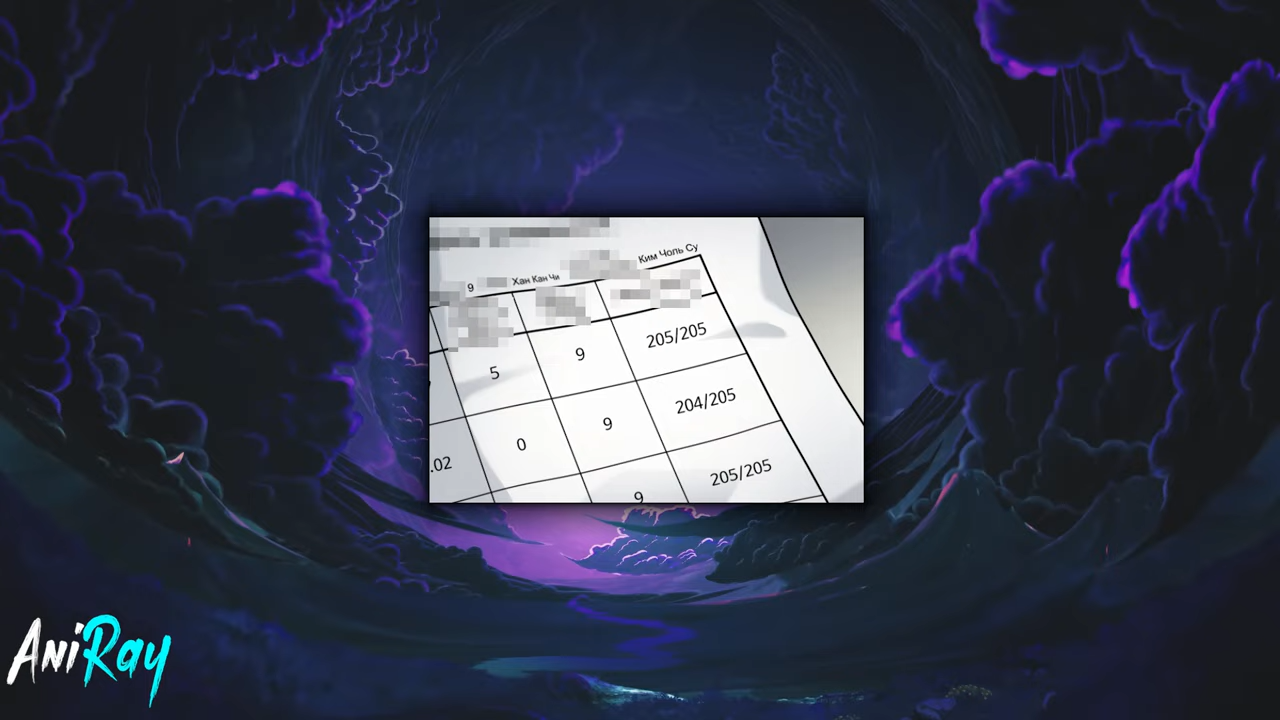 Ким Чоль Су
9 Хан Кан Чи
205/205
5 9
204/205
0 9
.02
205/205
9
AniRay